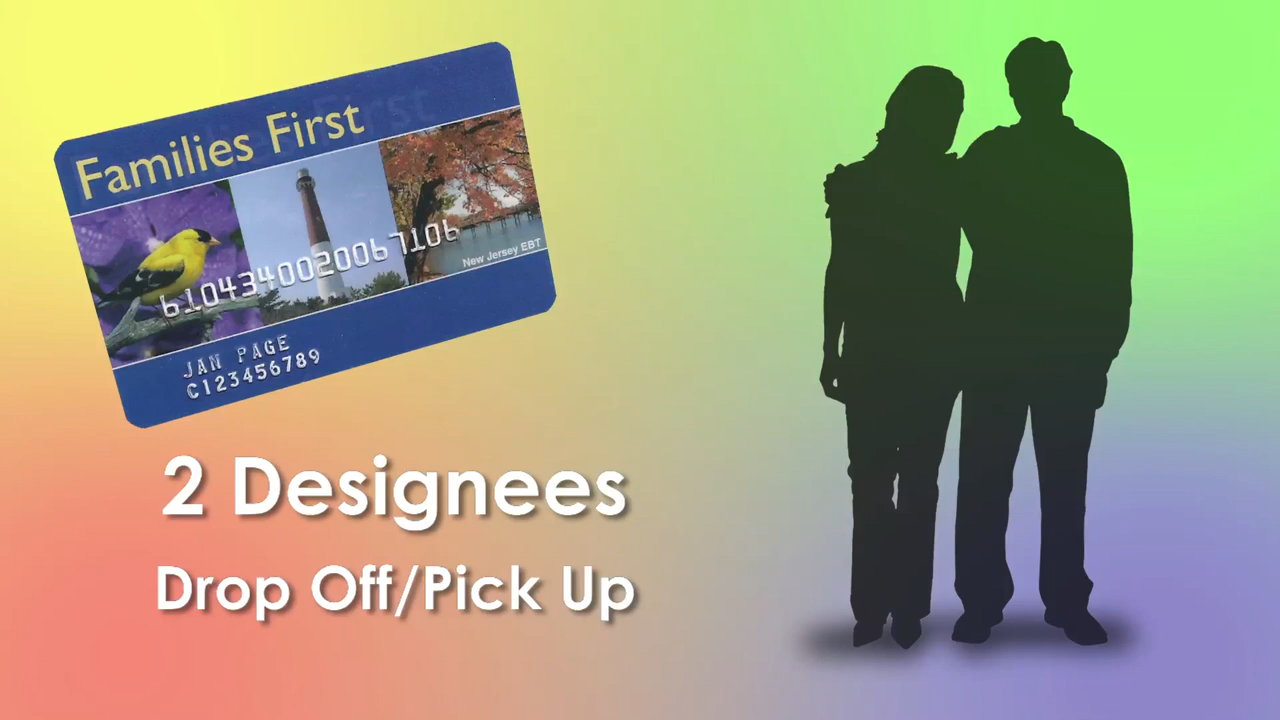 Families First
6104340020067106
New Jersey EBT
JAN PAGE
C123456789
2 Designees
Drop Off/Pick Up